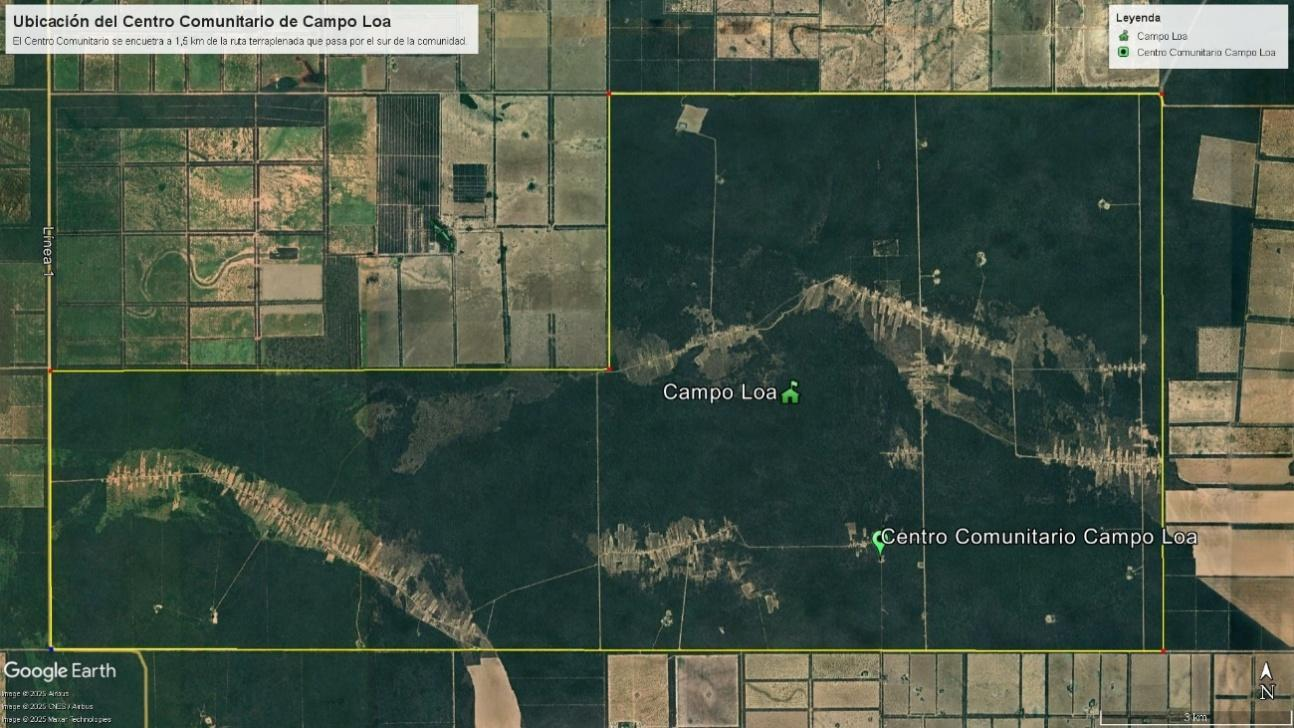 Ubicación del Centro Comunitario de Campo Loa
El Centro Comunitario se encuetra a 1,5 km de la ruta terraplenada que pasa por el sur de la comunidad.
Leyenda
Campo Loa
Centro Comunitario Campo Loa
Línea 1
Campo Loa
Centro Comunitario Campo Loa
Google Earth
Image © 2025 Airbus
Image © 2025 CNES / Airbus
Image © 2025 Maxar Technologies
N
3 km